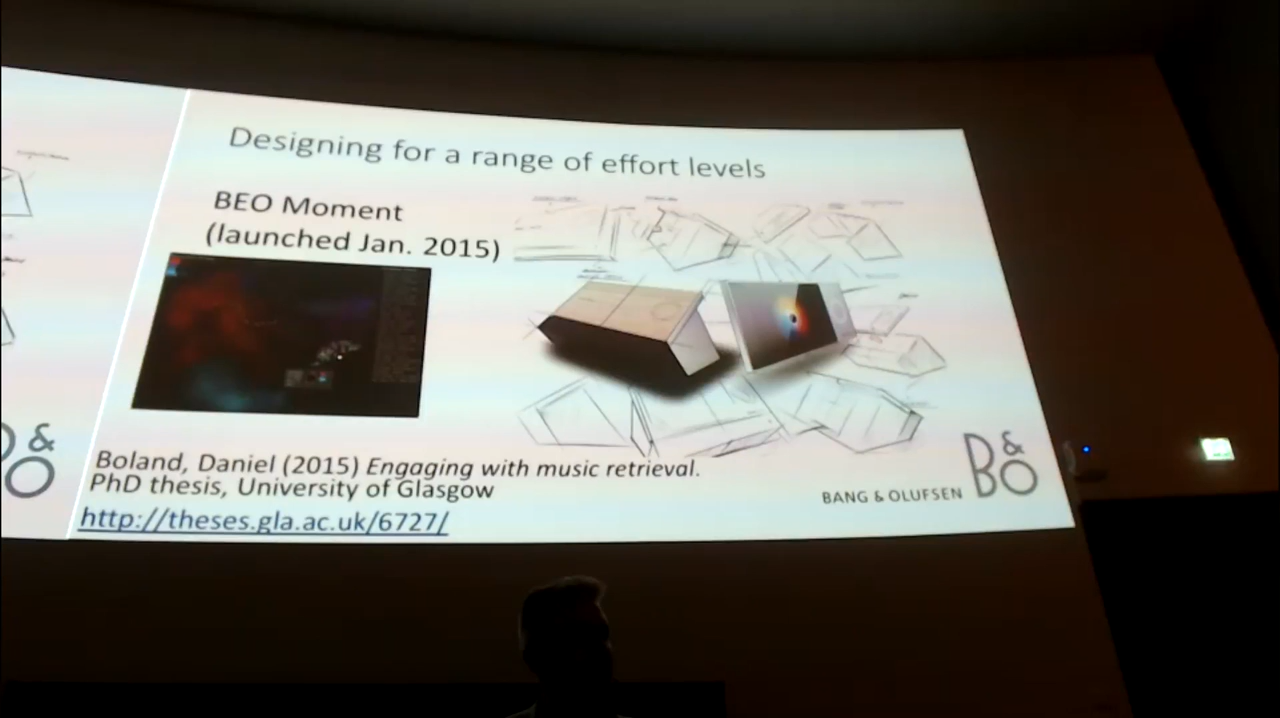 Designing for a range of effort levels
BEO Moment
(launched Jan. 2015)
Boland, Daniel (2015) Engaging with music retrieval.
PhD thesis, University of Glasgow
http://theses.gla.ac.uk/6727/
BANG & OLUFSEN
B&O
&
O